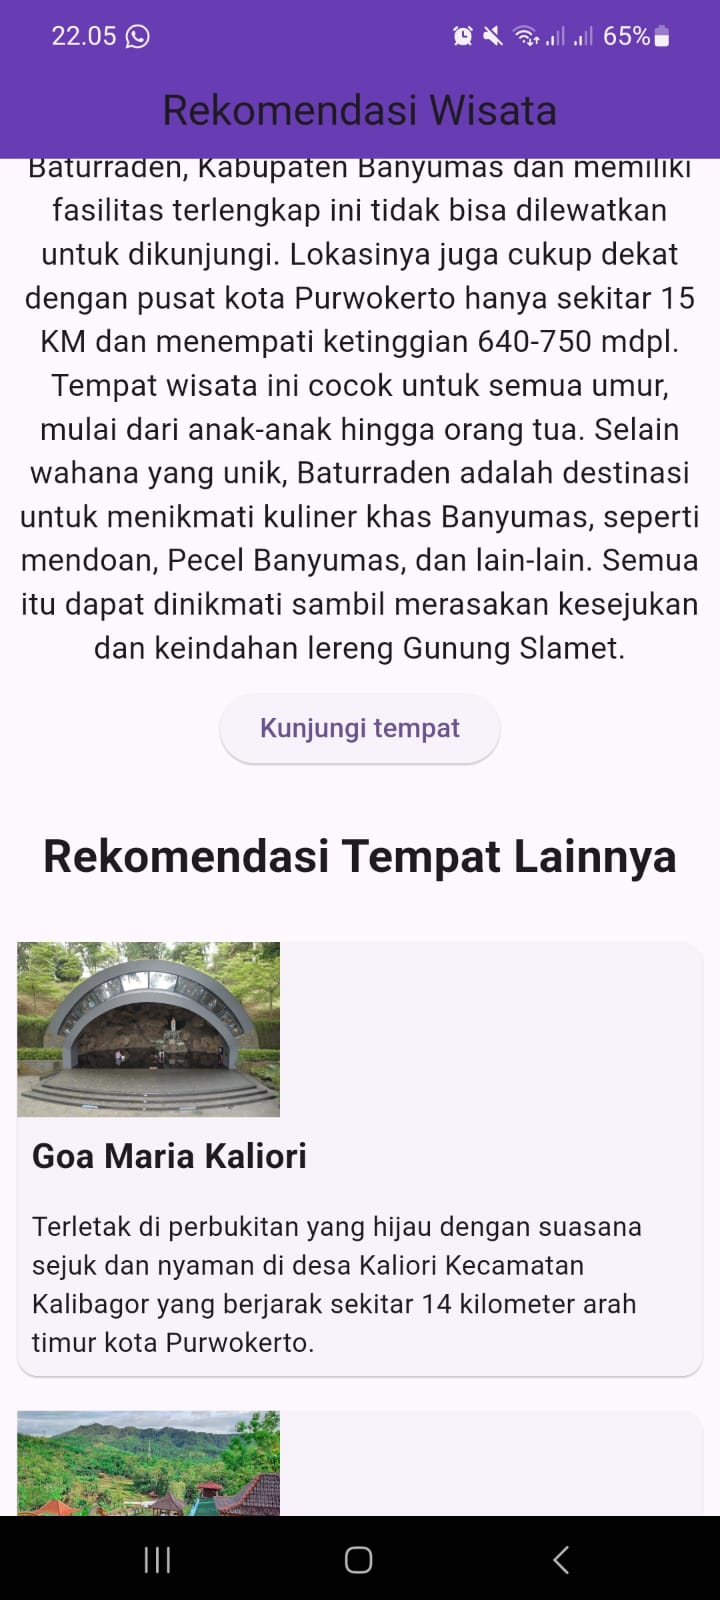 22.05
65%
Rekomendasi Wisata
Baturraden, Kabupaten Banyumas dan memiliki
fasilitas terlengkap ini tidak bisa dilewatkan
untuk dikunjungi. Lokasinya juga cukup dekat
dengan pusat kota Purwokerto hanya sekitar 15
KM dan menempati ketinggian 640-750 mdpl.
Tempat wisata ini cocok untuk semua umur,
mulai dari anak-anak hingga orang tua. Selain
wahana yang unik, Baturraden adalah destinasi
untuk menikmati kuliner khas Banyumas, seperti
mendoan, Pecel Banyumas, dan lain-lain. Semua
itu dapat dinikmati sambil merasakan kesejukan
dan keindahan lereng Gunung Slamet.
Kunjungi tempat
Rekomendasi Tempat Lainnya
Goa Maria Kaliori
Terletak di perbukitan yang hijau dengan suasana
sejuk dan nyaman di desa Kaliori Kecamatan
Kalibagor yang berjarak sekitar 14 kilometer arah
timur kota Purwokerto.